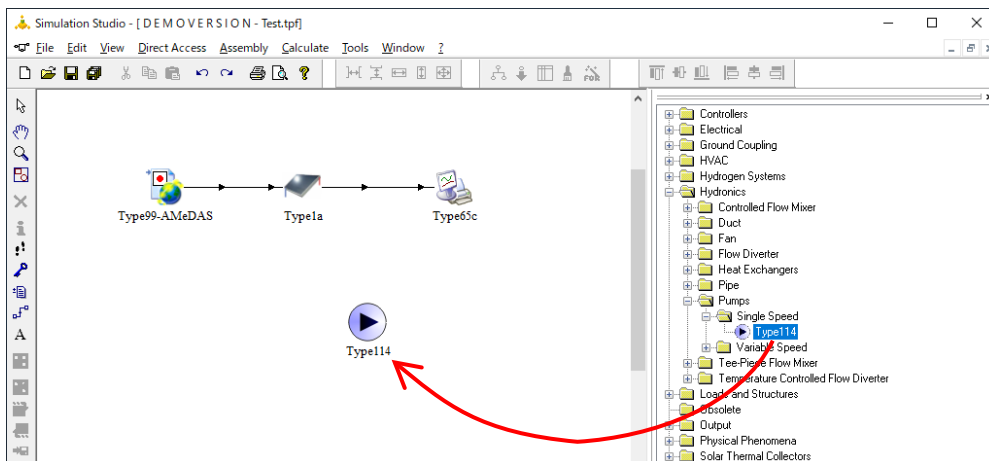 Simulation Studio - [ D E M O V E R S I O N - Test.tpf]
File Edit View Direct Access Assembly Calculate Tools Window ?
FOR
A
Type99-AMeDAS
Type1a
Type65c
Type114
Controllers
Electrical
Ground Coupling
HVAC
Hydrogen Systems
Hydronics
Controlled Flow Mixer
Duct
Fan
Flow Diverter
Heat Exchangers
Pipe
Pumps
Single Speed
Type114
Variable Speed
Tee-Piece Flow Mixer
Temperature Controlled Flow Diverter
Loads and Structures
Obsolete
Output
Physical Phenomena
Solar Thermal Collectors